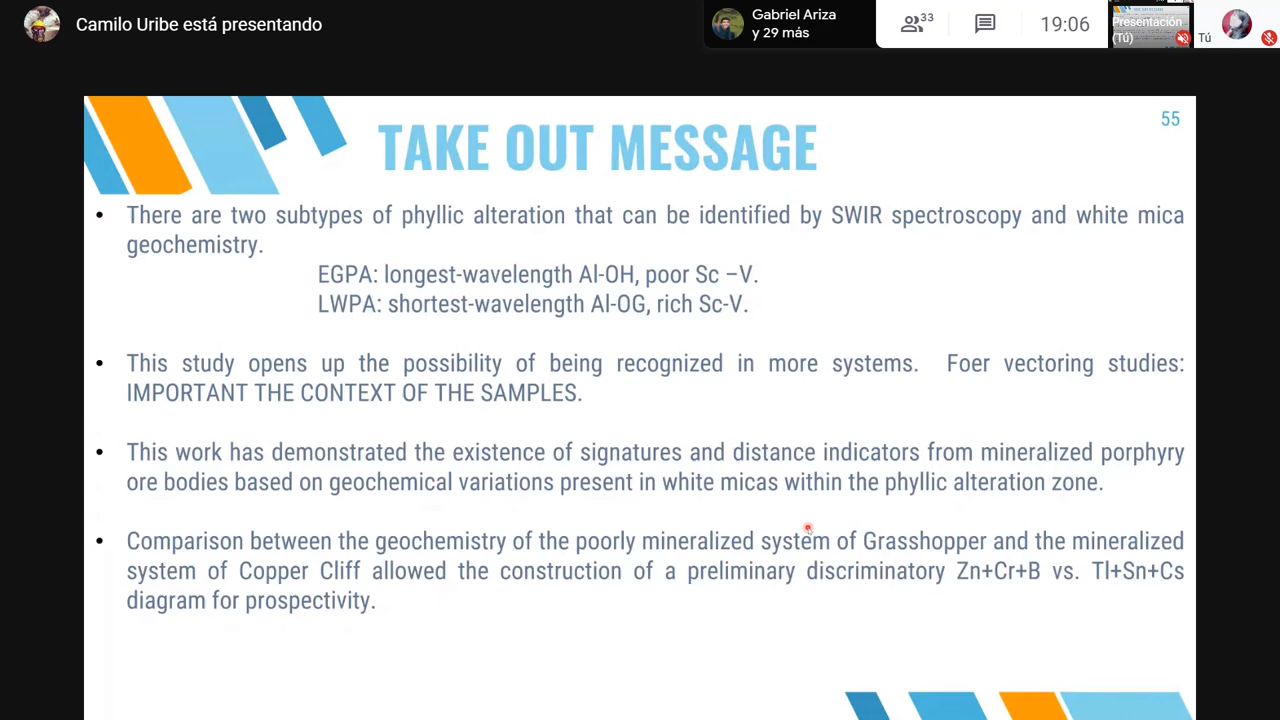 Camilo Uribe está presentando
Gabriel Ariza
y 29 más
33
19:06
Presentación
(Tú)
Tú
55
TAKE OUT MESSAGE
• There are two subtypes of phyllic alteration that can be identified by SWIR spectroscopy and white mica
geochemistry.
EGPA: longest-wavelength Al-OH, poor Sc –V.
LWPA: shortest-wavelength Al-OG, rich Sc-V.
• This study opens up the possibility of being recognized in more systems. Foer vectoring studies:
IMPORTANT THE CONTEXT OF THE SAMPLES.
• This work has demonstrated the existence of signatures and distance indicators from mineralized porphyry
ore bodies based on geochemical variations present in white micas within the phyllic alteration zone.
• Comparison between the geochemistry of the poorly mineralized system of Grasshopper and the mineralized
system of Copper Cliff allowed the construction of a preliminary discriminatory Zn+Cr+B vs. Tl+Sn+Cs
diagram for prospectivity.